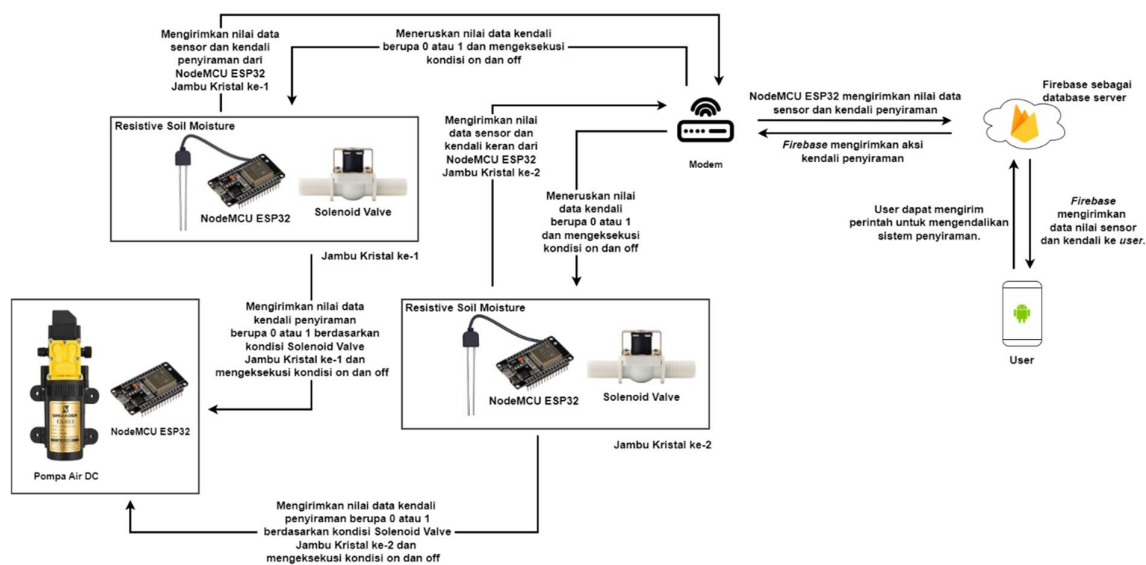 Mengirimkan nilai data
sensor dan kendali
penyiraman dari
NodeMCU ESP32
Jambu Kristal ke-1
Meneruskan nilai data kendali
berupa 0 atau 1 dan mengeksekusi
kondisi on dan off
Resistive Soil Moisture
NodeMCU ESP32
Solenoid Valve
Jambu Kristal ke-1
Mengirimkan nilai
data sensor dan
kendali keran dari
NodeMCU ESP32
Jambu Kristal ke-2
Modem
NodeMCU ESP32 mengirimkan nilai data
sensor dan kendali penyiraman
Firebase mengirimkan aksi
kendali penyiraman
Firebase sebagai
database server
Meneruskan nilai
data kendali
berupa 0 atau 1
dan mengeksekusi
kondisi on dan off
User dapat mengirim
perintah untuk mengendalikan
sistem penyiraman.
Firebase
mengirimkan
data nilai sensor
dan kendali ke user.
User
Mengirimkan nilai data
kendali penyiraman
berupa 0 atau 1 berdasarkan
kondisi Solenoid Valve
Jambu Kristal ke-1 dan
mengeksekusi kondisi on dan off
NodeMCU ESP32
Pompa Air DC
Resistive Soil Moisture
NodeMCU ESP32
Solenoid Valve
Jambu Kristal ke-2
Mengirimkan nilai data kendali
penyiraman berupa 0 atau 1
berdasarkan kondisi Solenoid Valve
Jambu Kristal ke-2 dan
mengeksekusi kondisi on dan off